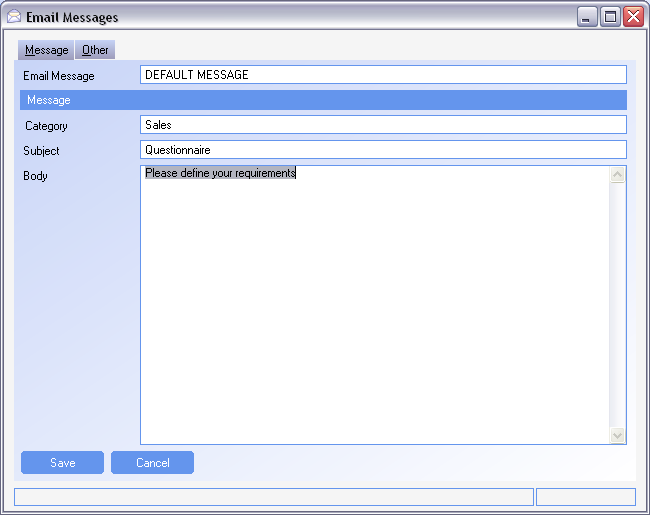 Email Messages
Message Other
Email Message DEFAULT MESSAGE
Message
Category Sales
Subject Questionnaire
Body Please define your requirements
Save Cancel